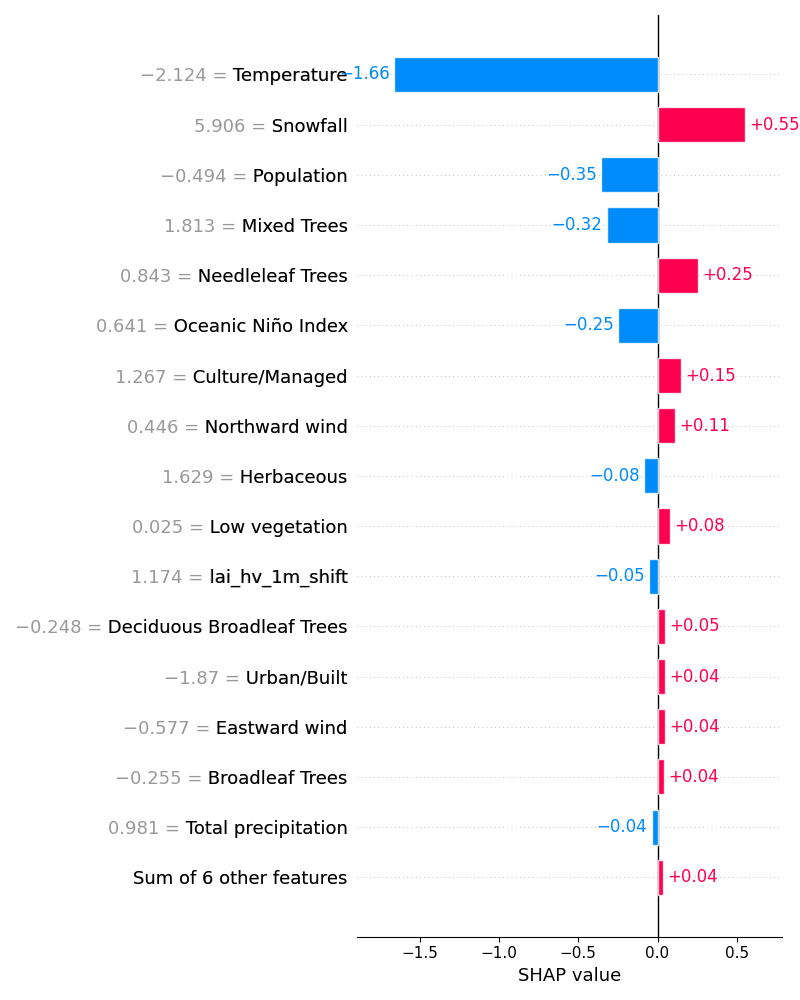 −2.124 = Temperature −1.66
5.906 = Snowfall +0.55
−0.494 = Population −0.35
1.813 = Mixed Trees −0.32
0.843 = Needleleaf Trees +0.25
0.641 = Oceanic Niño Index −0.25
1.267 = Culture/Managed +0.15
0.446 = Northward wind +0.11
1.629 = Herbaceous −0.08
0.025 = Low vegetation +0.08
1.174 = lai_hv_1m_shift −0.05
−0.248 = Deciduous Broadleaf Trees +0.05
−1.87 = Urban/Built +0.04
−0.577 = Eastward wind +0.04
−0.255 = Broadleaf Trees +0.04
0.981 = Total precipitation −0.04
Sum of 6 other features +0.04
−1.5 −1.0 −0.5 0.0 0.5
SHAP value